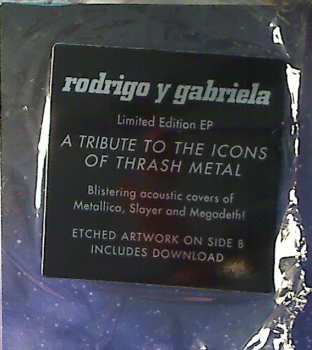 rodrigo y gabriela
Limited Edition EP
A TRIBUTE TO THE ICONS
OF THRASH METAL
Blistering acoustic covers of
Metallica, Slayer and Megadeth!
ETCHED ARTWORK ON SIDE B
INCLUDES DOWNLOAD